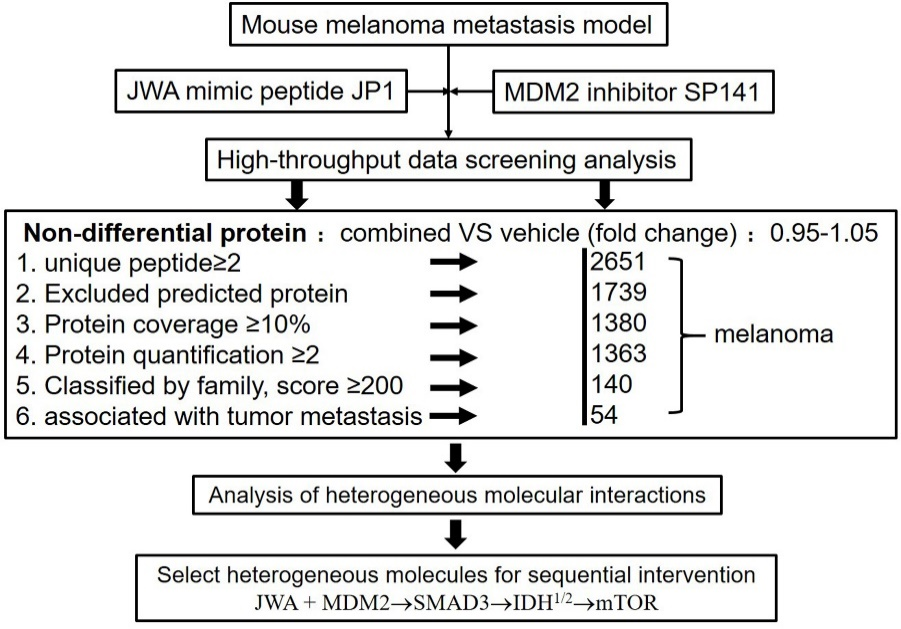 Mouse melanoma metastasis model
JWA mimic peptide JP1
MDM2 inhibitor SP141
High-throughput data screening analysis
Non-differential protein： combined VS vehicle (fold change)：0.95-1.05
1. unique peptide≥2 2651
2. Excluded predicted protein 1739
3. Protein coverage ≥10% 1380
4. Protein quantification ≥2 1363
5. Classified by family, score ≥200 140
6. associated with tumor metastasis 54
melanoma
Analysis of heterogeneous molecular interactions
Select heterogeneous molecules for sequential intervention
JWA + MDM2→SMAD3→IDH1/2→mTOR